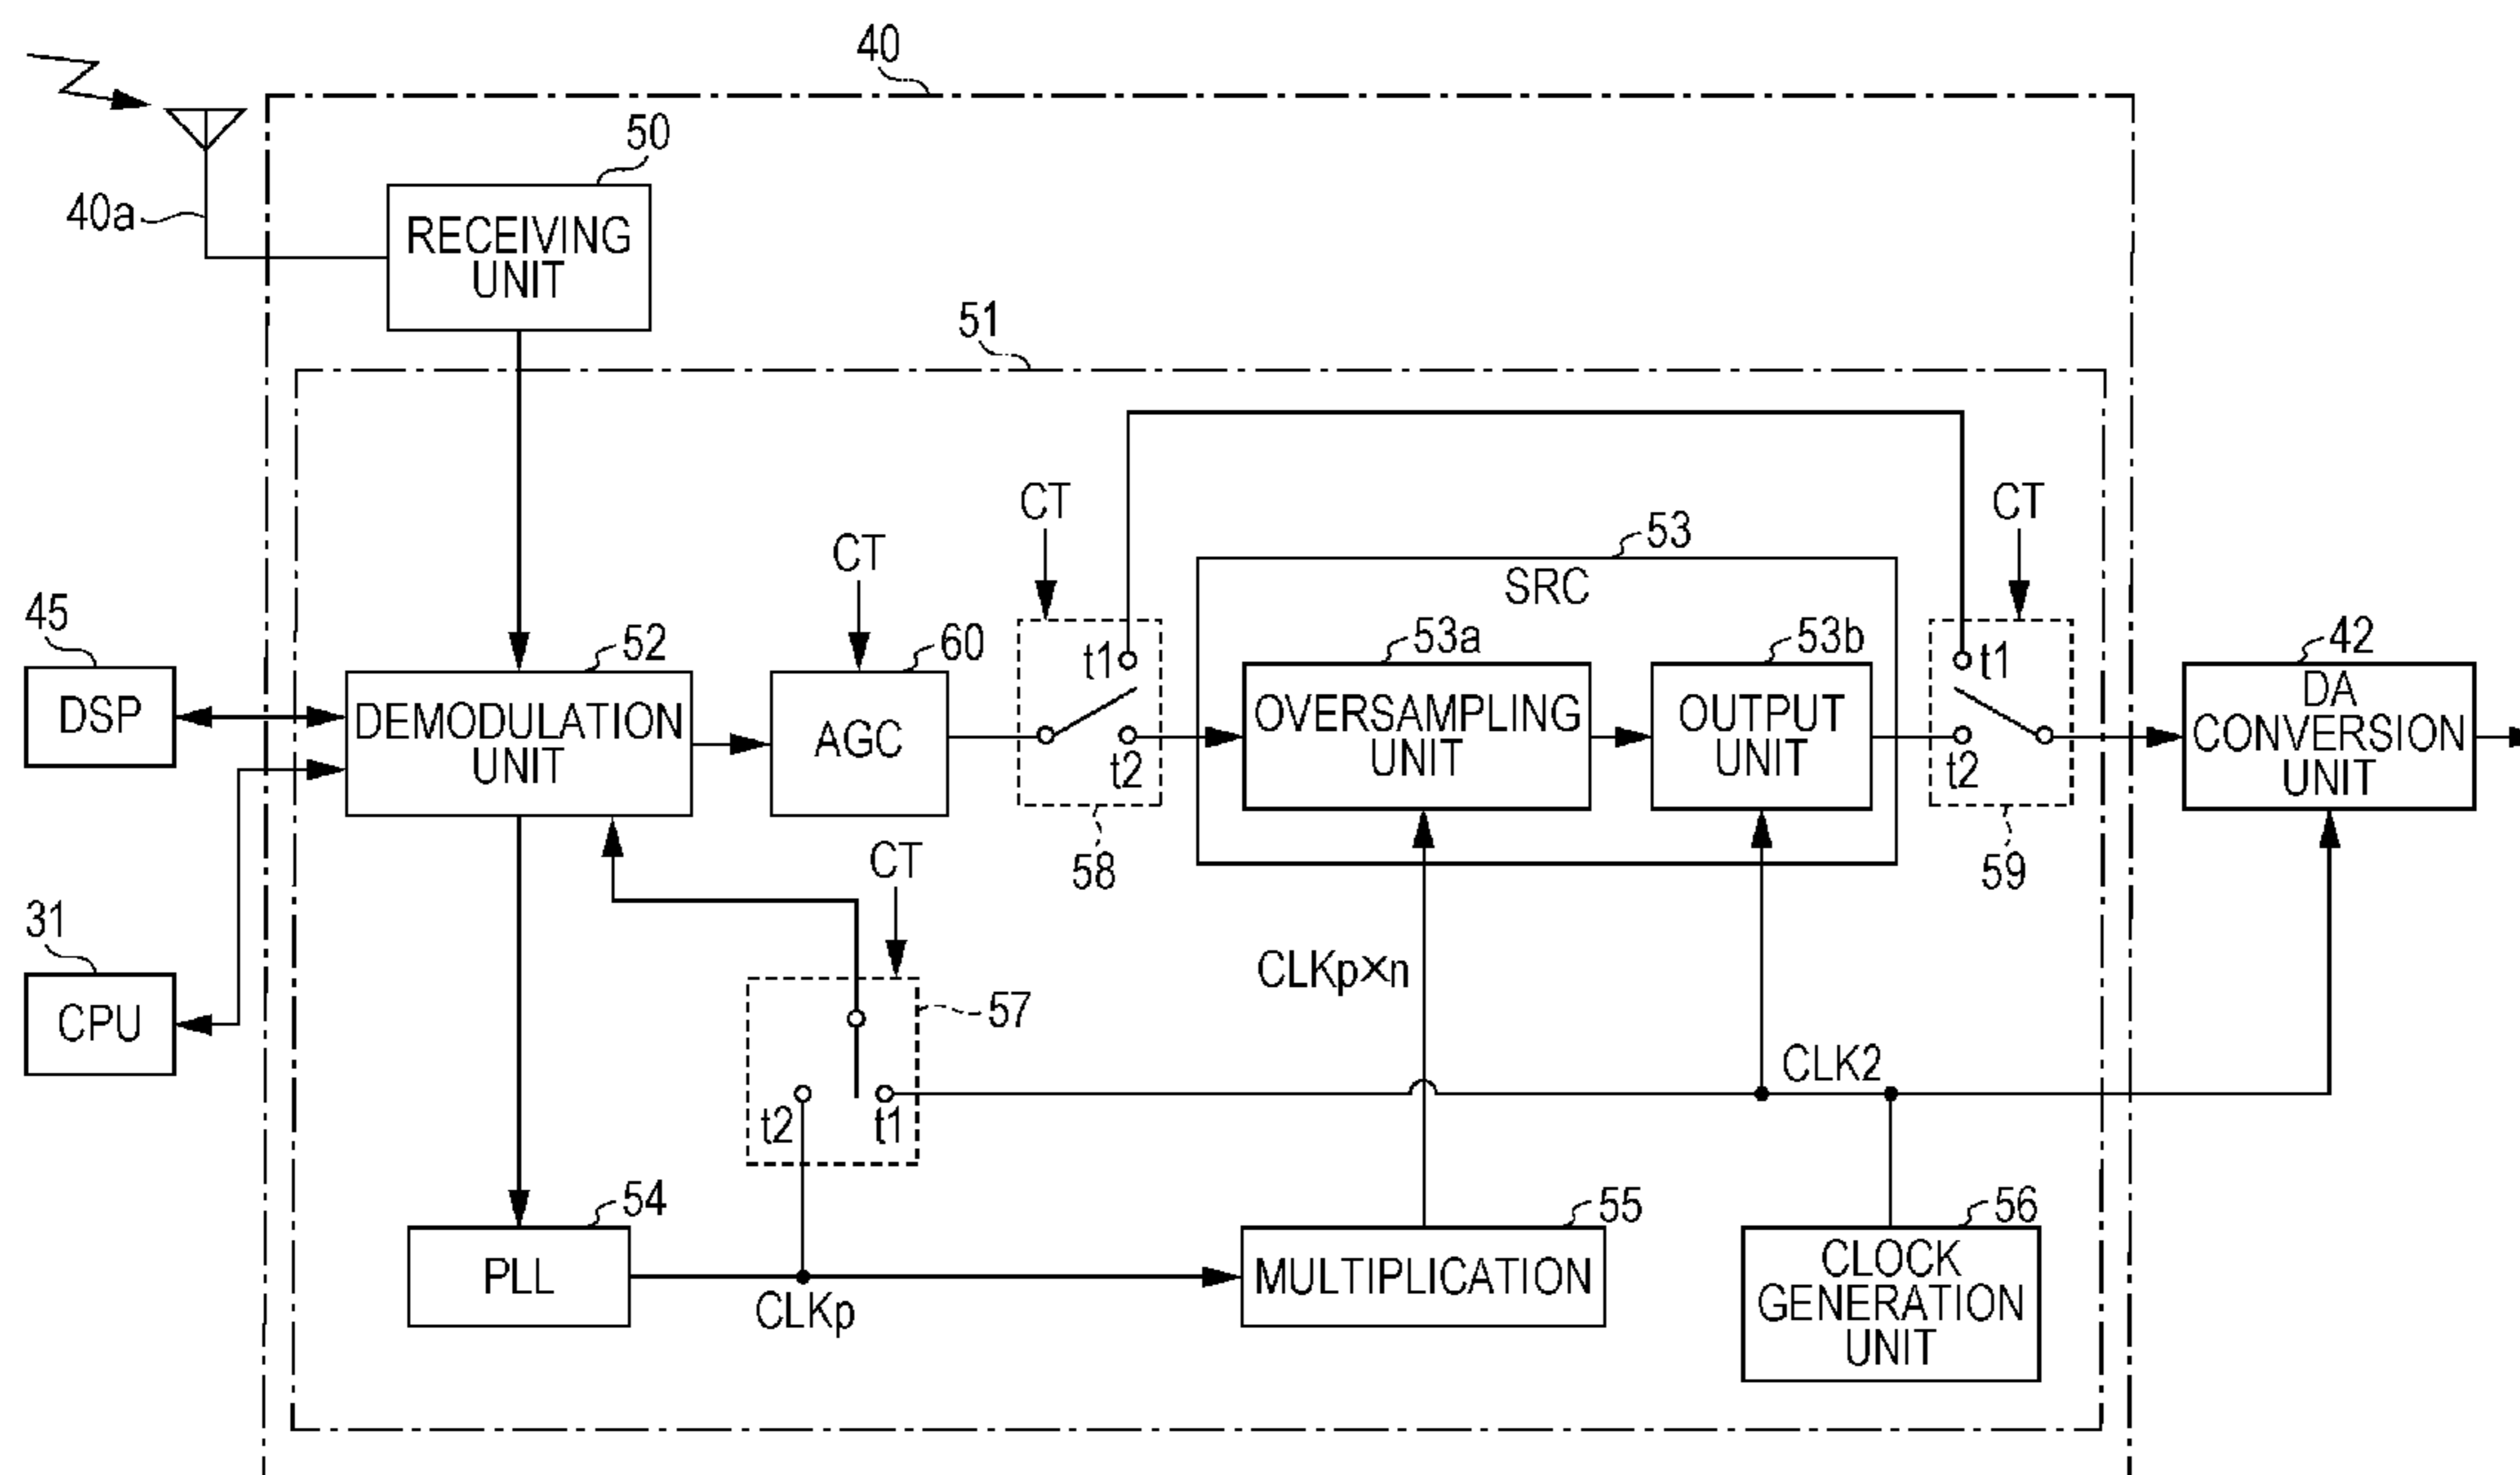 40
50
40a
RECEIVING
UNIT
51
CT
CT
CT
53
SRC
45
52
60
t1
53a
53b
t1
42
DSP
DEMODULATION
UNIT
AGC
t2
OVERSAMPLING
UNIT
OUTPUT
UNIT
t2
DA
CONVERSION
UNIT
58
59
CT
31
CPU
57
CLKp×n
CLK2
t2
t1
54
55
56
PLL
CLKp
MULTIPLICATION
CLOCK
GENERATION
UNIT